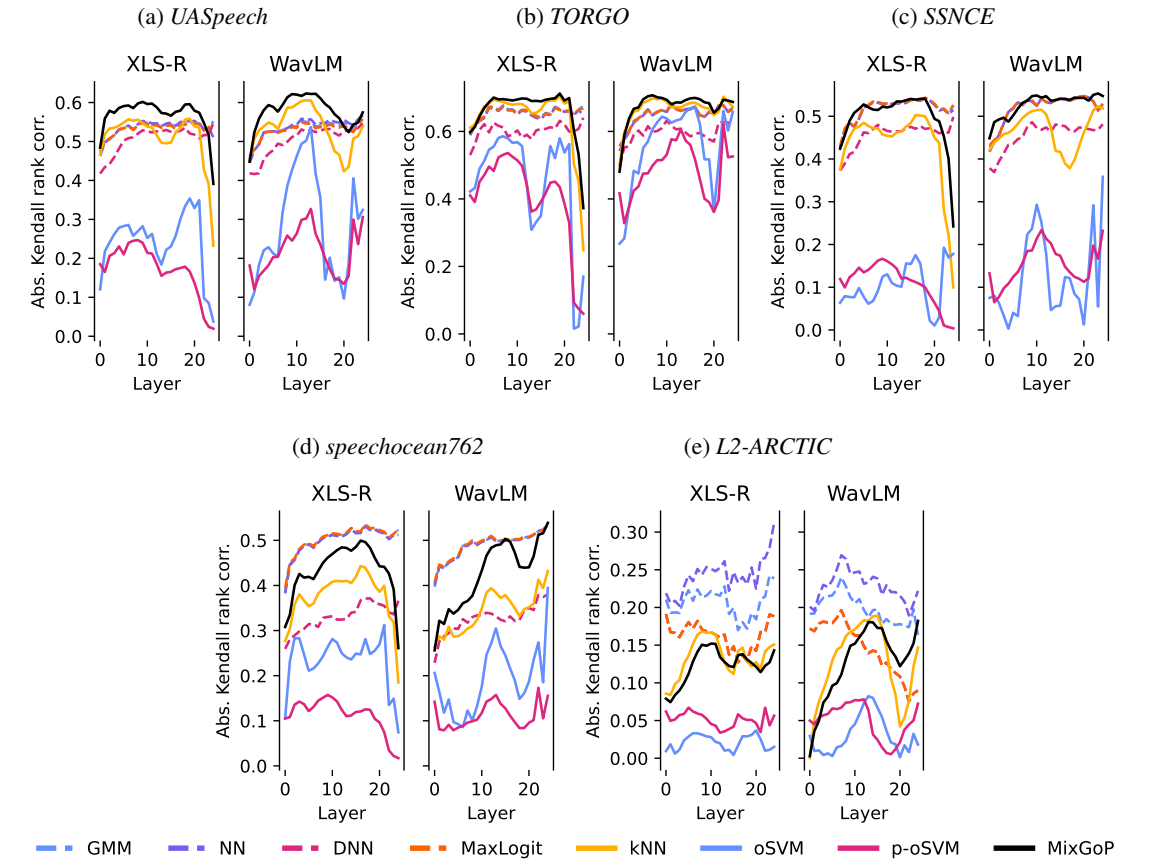 (a) UASpeech
(b) TORGO
(c) SSNCE
XLS-R WavLM XLS-R WavLM XLS-R WavLM
Abs. Kendall rank corr.
0.6
0.5
0.4
0.3
0.2
0.1
0.0
0 10 20
Layer
0 10 20
Layer
Abs. Kendall rank corr.
0.6
0.4
0.2
0.0
0 10 20
Layer
0 10 20
Layer
Abs. Kendall rank corr.
0.5
0.4
0.3
0.2
0.1
0.0
0 10 20
Layer
0 10 20
Layer
(d) speechocean762
(e) L2-ARCTIC
XLS-R WavLM XLS-R WavLM
Abs. Kendall rank corr.
0.5
0.4
0.3
0.2
0.1
0.0
0 10 20
Layer
0 10 20
Layer
Abs. Kendall rank corr.
0.30
0.25
0.20
0.15
0.10
0.05
0.00
0 10 20
Layer
0 10 20
Layer
GMM NN DNN MaxLogit kNN oSVM p-oSVM MixGoP